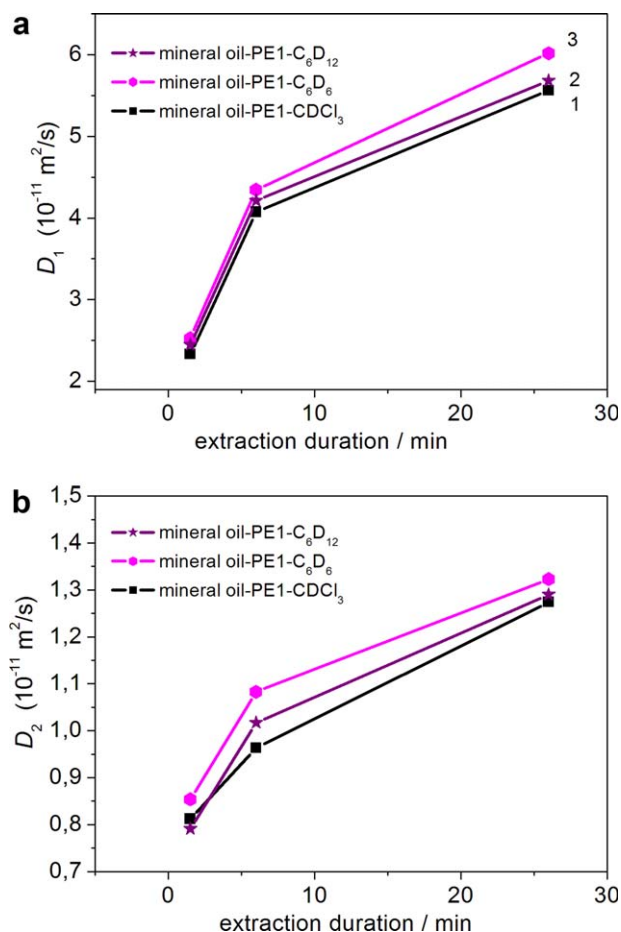 a
mineral oil-PE1-C₆D₁₂
mineral oil-PE1-C₆D₆
mineral oil-PE1-CDCl₃
3
2
1
6
5
4
3
2
D₁ (10⁻¹¹ m²/s)
0
10
20
30
extraction duration / min
b
mineral oil-PE1-C₆D₁₂
mineral oil-PE1-C₆D₆
mineral oil-PE1-CDCl₃
1,5
1,4
1,3
1,2
1,1
1,0
0,9
0,8
0,7
D₂ (10⁻¹¹ m²/s)
0
10
20
30
extraction duration / min